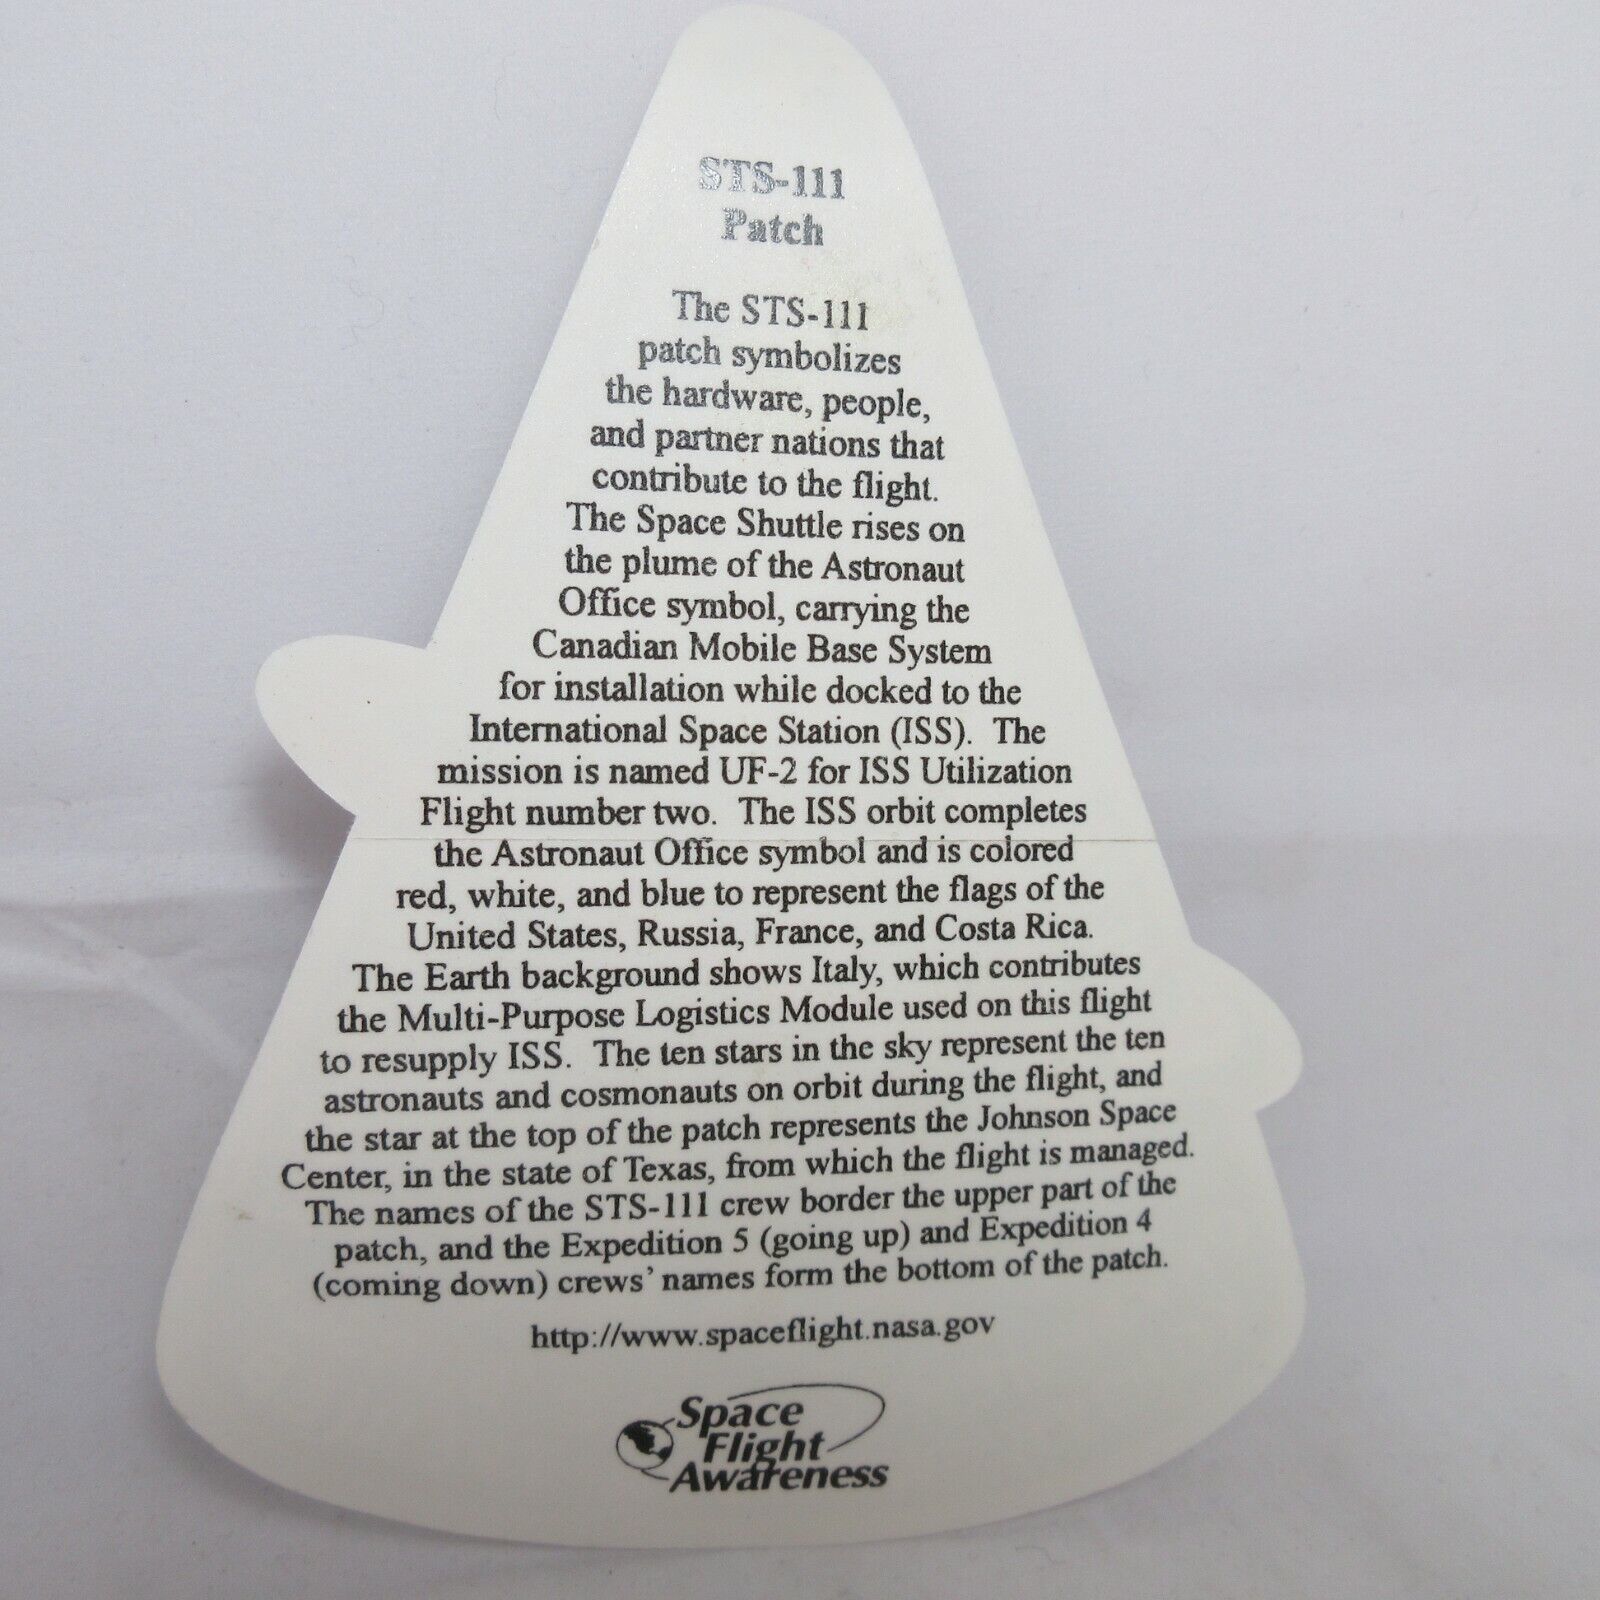 STS-111
Patch
The STS-111
patch symbolizes
the hardware, people,
and partner nations that
contribute to the flight.
The Space Shuttle rises on
the plume of the Astronaut
Office symbol, carrying the
Canadian Mobile Base System
for installation while docked to the
International Space Station (ISS).  The
mission is named UF-2 for ISS Utilization
Flight number two.  The ISS orbit completes
the Astronaut Office symbol and is colored
red, white, and blue to represent the flags of the
United States, Russia, France, and Costa Rica.
The Earth background shows Italy, which contributes
the Multi-Purpose Logistics Module used on this flight
to resupply ISS.  The ten stars in the sky represent the ten
astronauts and cosmonauts on orbit during the flight, and
the star at the top of the patch represents the Johnson Space
Center, in the state of Texas, from which the flight is managed.
The names of the STS-111 crew border the upper part of the
patch, and the Expedition 5 (going up) and Expedition 4
(coming down) crews' names form the bottom of the patch.
http://www.spaceflight.nasa.gov
Space
Flight
Awareness